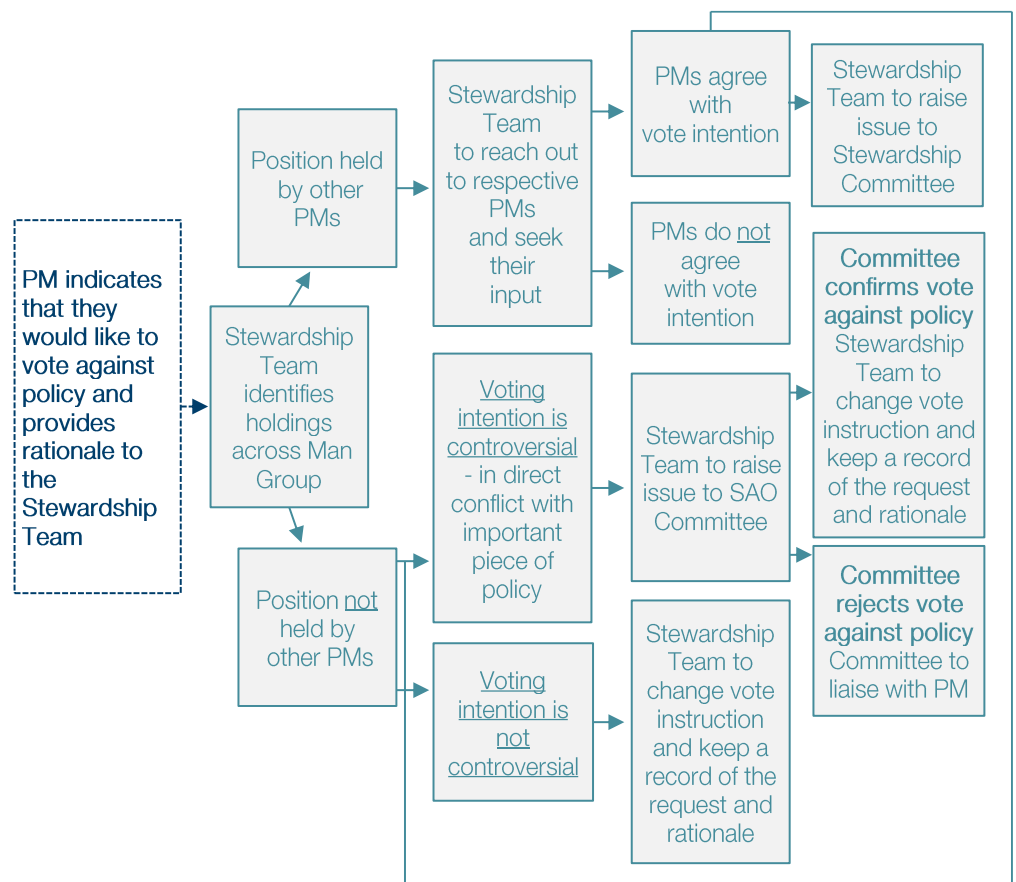 PM indicates
that they
would like to
vote against
policy and
provides
rationale to
the
Stewardship
Team
Stewardship
Team
identifies
holdings
across Man
Group
Position held
by other
PMs
Position not
held by
other PMs
Stewardship
Team
to reach out
to respective
PMs
and seek
their
input
Voting
intention is
controversial
- in direct
conflict with
important
piece of
policy
Voting
intention is
not
controversial
PMs agree
with
vote intention
PMs do not
agree
with vote
intention
Stewardship
Team to raise
issue to SAO
Committee
Stewardship
Team to
change vote
instruction
and keep a
record of the
request and
rationale
Stewardship
Team to raise
issue to
Stewardship
Committee
Committee
confirms vote
against policy
Stewardship
Team to
change vote
instruction and
keep a record
of the request
and rationale
Committee
rejects vote
against policy
Committee to
liaise with PM